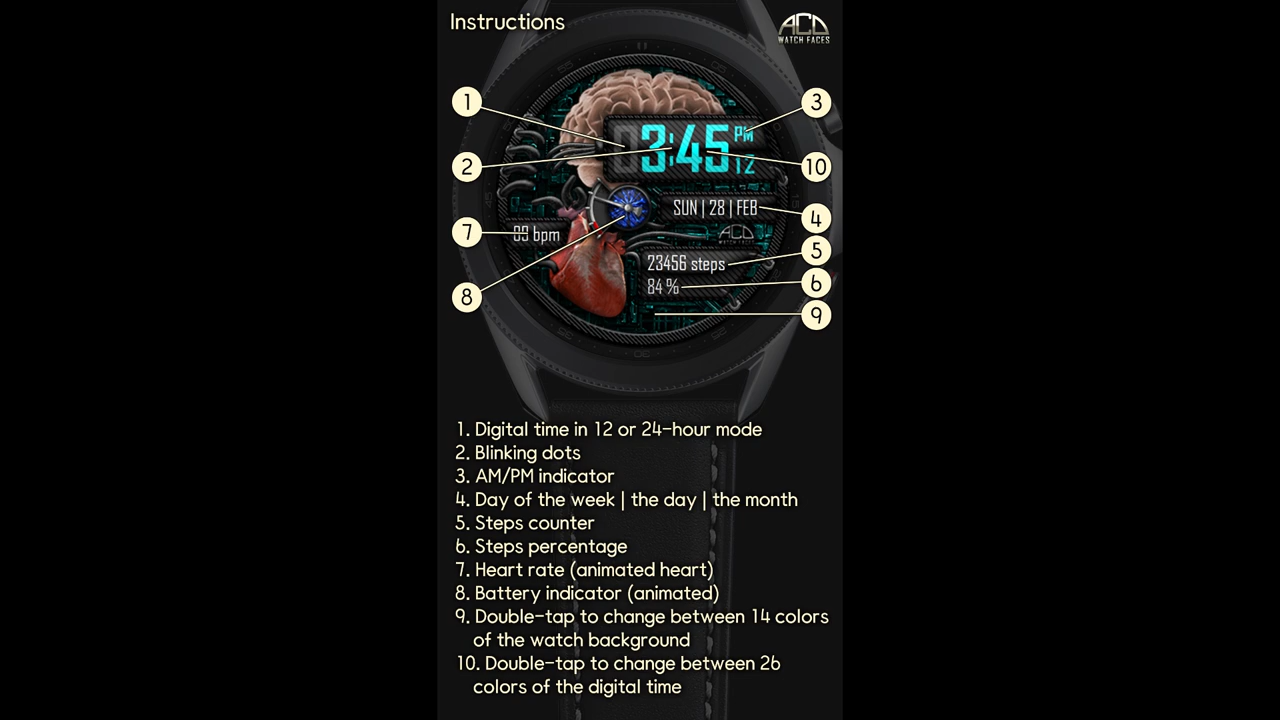 Instructions
ACD
WATCH FACES
1
3
3:45
PM
12
2
10
SUN | 28 | FEB
4
7
bpm
ACD
WATCH FACES
5
23456 steps
84 %
6
8
9
1. Digital time in 12 or 24-hour mode
2. Blinking dots
3. AM/PM indicator
4. Day of the week | the day | the month
5. Steps counter
6. Steps percentage
7. Heart rate (animated heart)
8. Battery indicator (animated)
9. Double-tap to change between 14 colors
of the watch background
10. Double-tap to change between 26
colors of the digital time